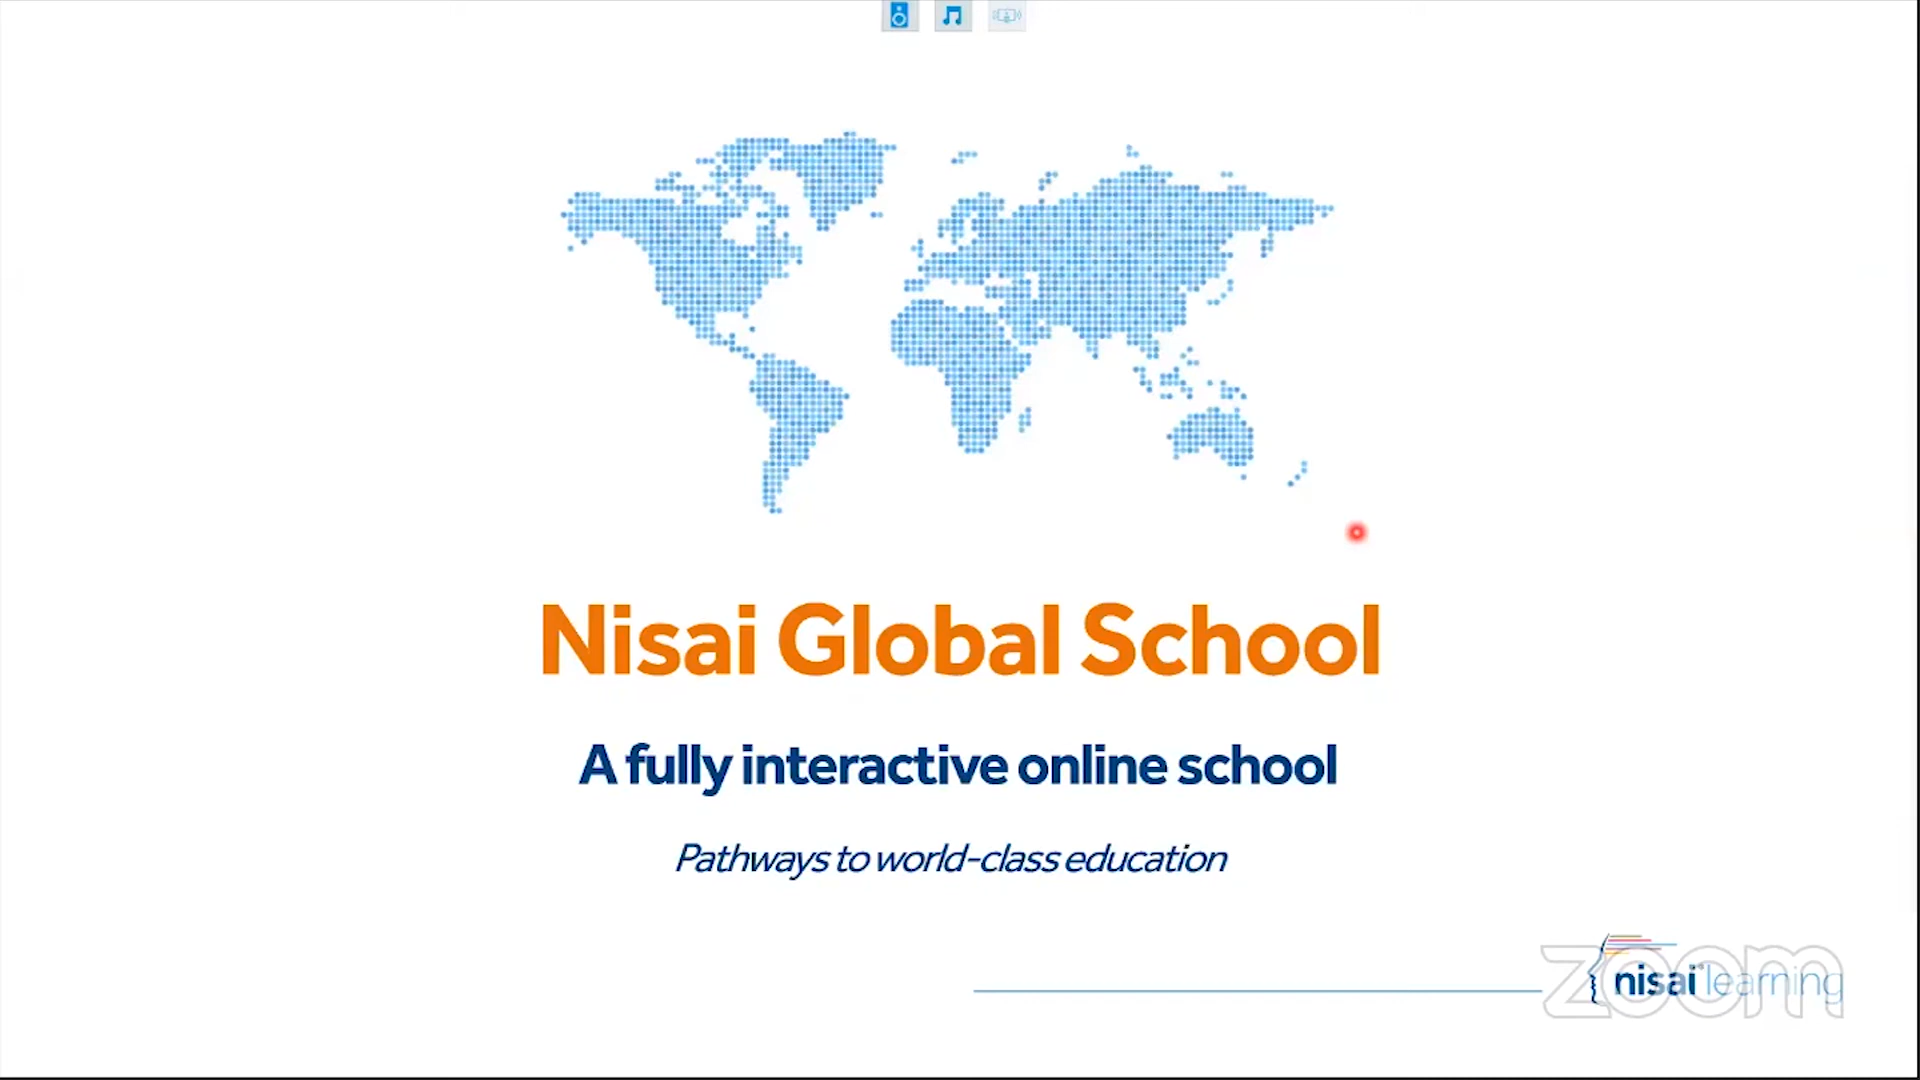 Nisai Global School
A fully interactive online school
Pathways to world-class education
nisai learning
zoom